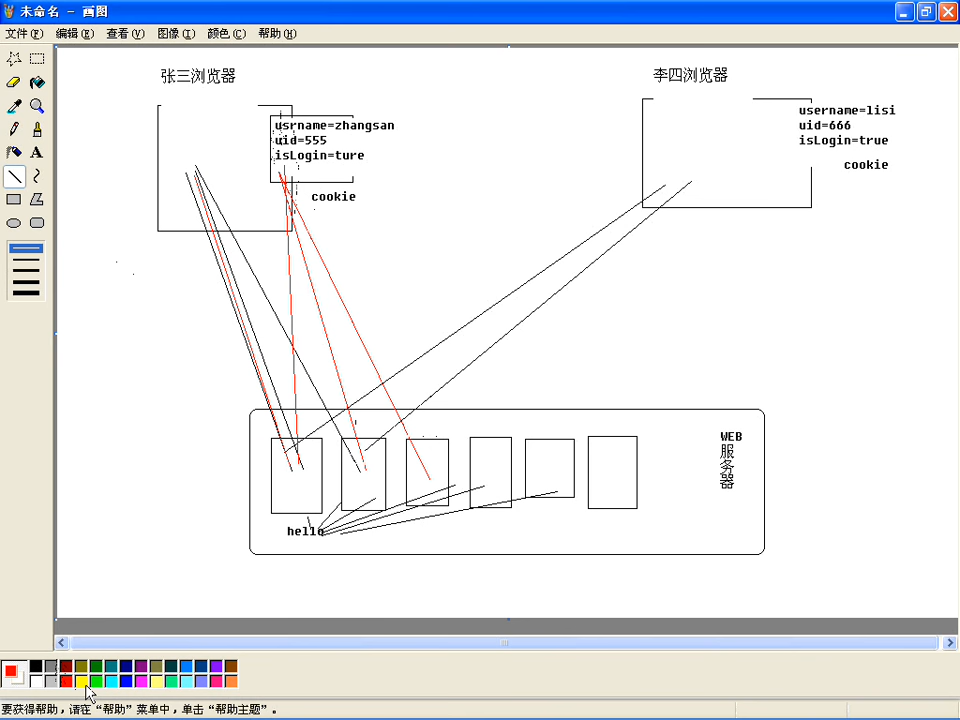 未命名 - 画图
文件(F) 编辑(E) 查看(V) 图像(I) 颜色(C) 帮助(H)
张三浏览器
李四浏览器
usrname=zhangsan
uid=555
isLogin=ture
cookie
username=lisi
uid=666
isLogin=true
cookie
WEB
服
务
器
hello
要获得帮助，请在“帮助”菜单中，单击“帮助主题”。